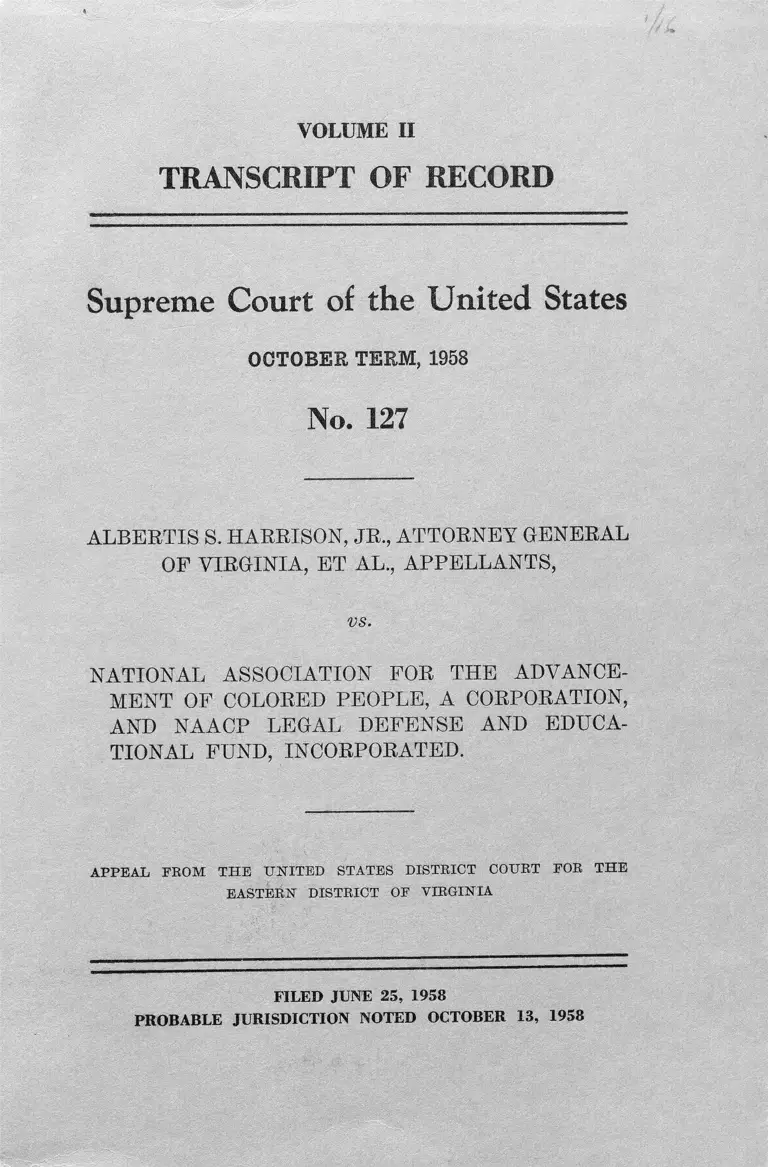 VOLUME II
TRANSCRIPT OF RECORD
Supreme Court of the United States
OCTOBER TERM, 1958
No. 127
ALBERTIS S. HARRISON, JR., ATTORNEY GENERAL
OF VIRGINIA, ET AL., APPELLANTS,
vs.
NATIONAL ASSOCIATION FOR THE ADVANCE-
MENT OF COLORED PEOPLE, A CORPORATION,
AND NAACP LEGAL DEFENSE AND EDUCA-
TIONAL FUND, INCORPORATED.
APPEAL FROM THE UNITED STATES DISTRICT COURT FOR THE
EASTERN DISTRICT OF VIRGINIA
FILED JUNE 25, 1958
PROBABLE JURISDICTION NOTED OCTOBER 13, 1958